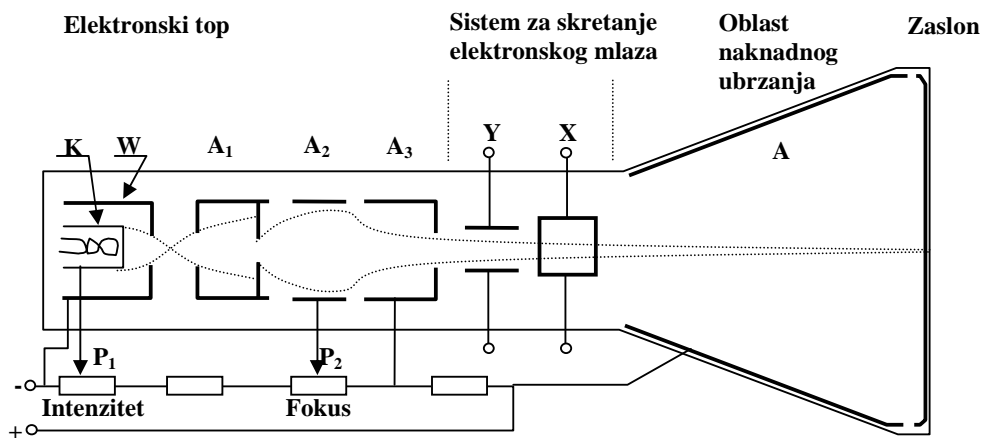 Elektronski top
Sistem za skretanje
elektronskog mlaza
Oblast
naknadnog
ubrzanja
Zaslon
K
W
A₁
A₂
A₃
Y
X
A
P₁
P₂
-
Intenzitet
Fokus
+